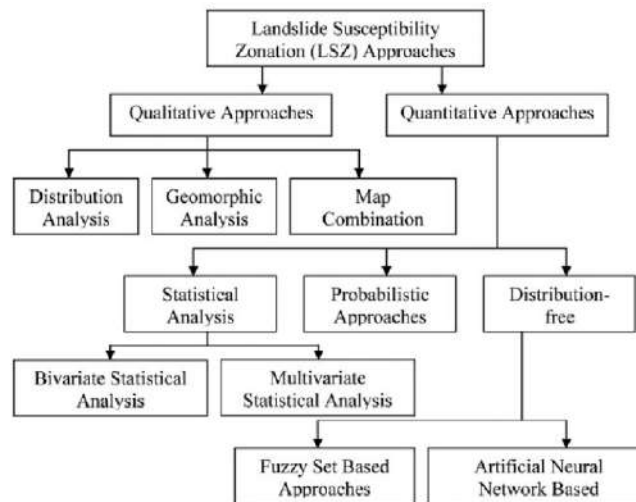 Landslide Susceptibility
Zonation (LSZ) Approaches
Qualitative Approaches
Quantitative Approaches
Distribution
Analysis
Geomorphic
Analysis
Map
Combination
Statistical
Analysis
Probabilistic
Approaches
Distribution-
free
Bivariate Statistical
Analysis
Multivariate
Statistical Analysis
Fuzzy Set Based
Approaches
Artificial Neural
Network Based